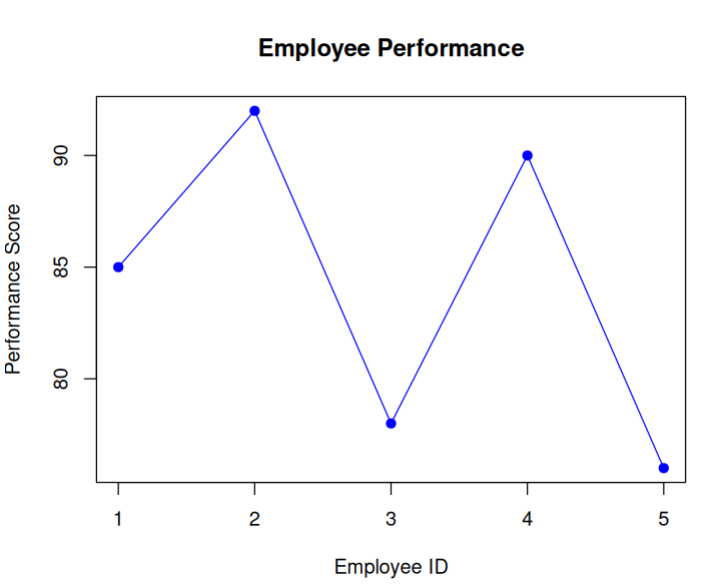 Employee Performance
Performance Score
90
85
80
1 2 3 4 5
Employee ID